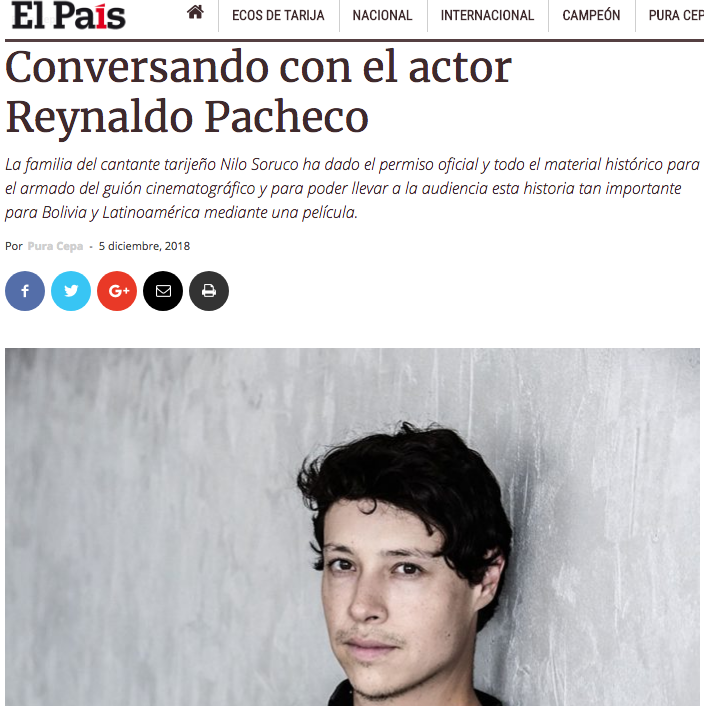 El País
ECOS DE TARIJA
NACIONAL
INTERNACIONAL
CAMPEÓN
PURA CEP
Conversando con el actor
Reynaldo Pacheco
La familia del cantante tarijeño Nilo Soruco ha dado el permiso oficial y todo el material histórico para
el armado del guión cinematográfico y para poder llevar a la audiencia esta historia tan importante
para Bolivia y Latinoamérica mediante una película.
Por Pura Cepa - 5 diciembre, 2018
f
G+